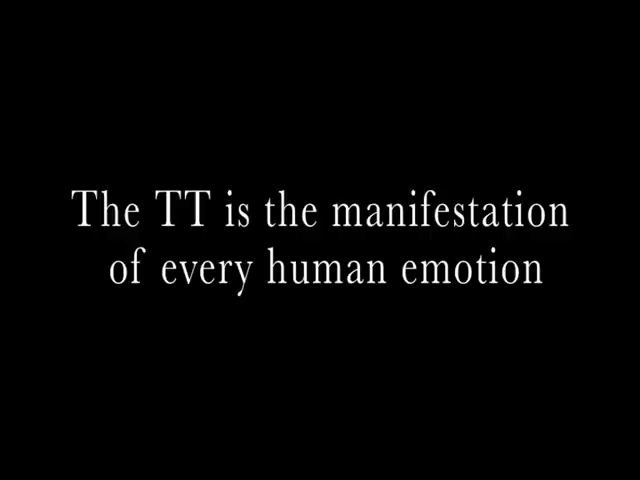 The TT is the manifestation
of every human emotion